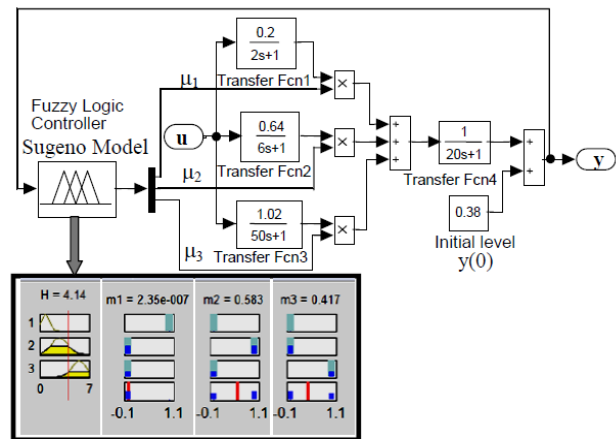 0.2
2s+1
Transfer Fcn1
μ1
×
Fuzzy Logic
Controller
Sugeno Model
u
0.64
6s+1
Transfer Fcn2
μ2
×
+
+
+
1
20s+1
Transfer Fcn4
+
+
y
1.02
50s+1
Transfer Fcn3
μ3
×
0.38
Initial level
y(0)
H = 4.14
m1 = 2.35e-007
m2 = 0.583
m3 = 0.417
1
2
3
0 7
-0.1 1.1
-0.1 1.1
-0.1 1.1